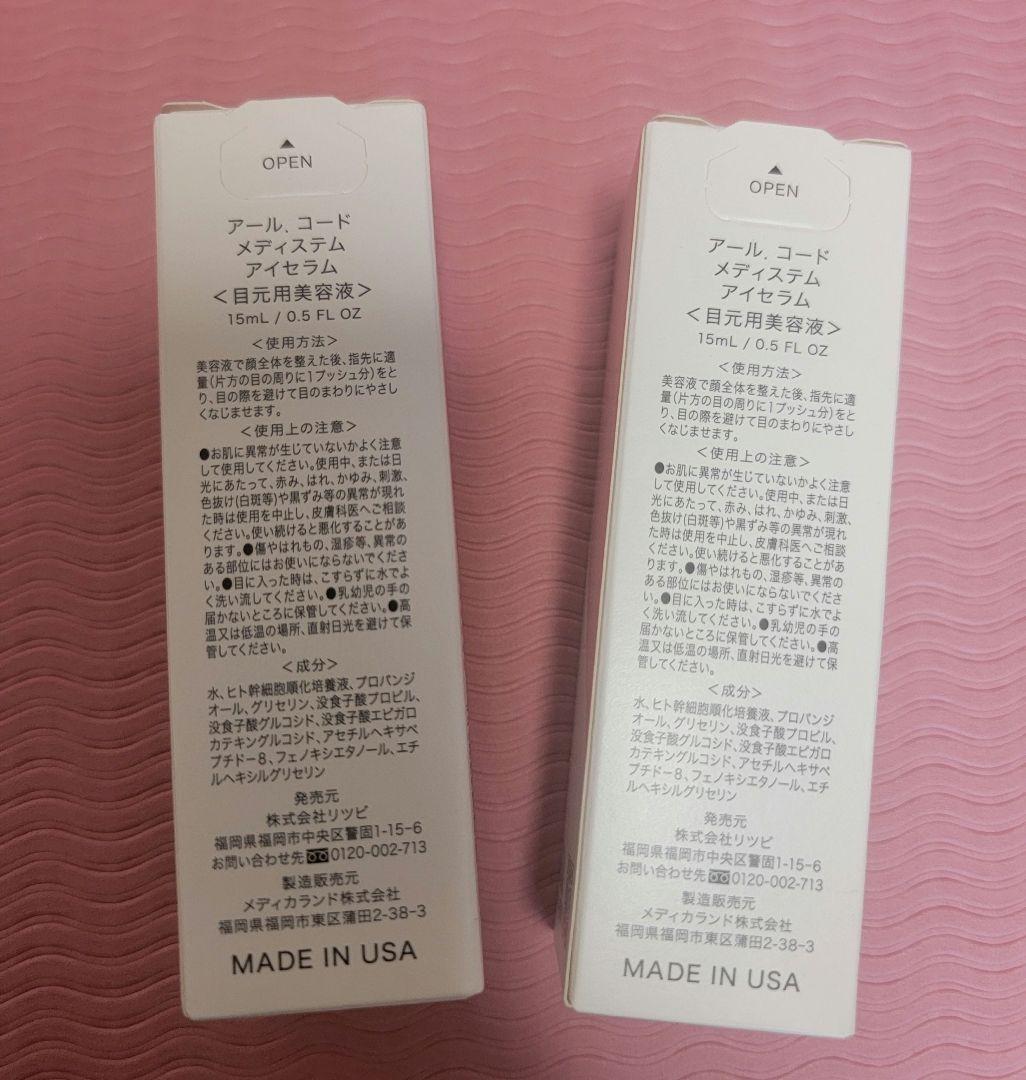 OPEN
アール.コード
メディステム
アイセラム
<目元用美容液>
15mL / 0.5 FL OZ
<使用方法>
美容液で顔全体を整えた後、指先に適
量(片方の目の周りに1プッシュ分)をと
り、目の際を避けて目のまわりにやさし
くなじませます。
<使用上の注意>
●お肌に異常が生じていないかよく注意
して使用してください。使用中、または日
光にあたって、赤み、はれ、かゆみ、刺激、
色抜け(白斑等)や黒ずみ等の異常が現れ
た時は使用を中止し、皮膚科医へご相談
ください。使い続けると悪化することがあ
ります。●傷やはれもの、湿疹等、異常の
ある部位にはお使いにならないでくださ
い。●目に入った時は、こすらずに水でよ
く洗い流してください。●乳幼児の手の
届かないところに保管してください。●高
温又は低温の場所、直射日光を避けて保
管してください。
<成分>
水、ヒト幹細胞順化培養液、プロパンジ
オール、グリセリン、没食子酸プロピル、
没食子酸グルコシド、没食子酸エピガロ
カテキングルコシド、アセチルヘキサペ
プチド-8、フェノキシエタノール、エチ
ルヘキシルグリセリン
発売元
株式会社リツビ
福岡県福岡市中央区警固1-15-6
お問い合わせ先 0120-002-713
製造販売元
メディカランド株式会社
福岡県福岡市東区蒲田2-38-3
MADE IN USA
OPEN
アール.コード
メディステム
アイセラム
<目元用美容液>
15mL / 0.5 FL OZ
<使用方法>
美容液で顔全体を整えた後、指先に適
量(片方の目の周りに1プッシュ分)をと
り、目の際を避けて目のまわりにやさし
くなじませます。
<使用上の注意>
●お肌に異常が生じていないかよく注意
して使用してください。使用中、または日
光にあたって、赤み、はれ、かゆみ、刺激、
色抜け(白斑等)や黒ずみ等の異常が現れ
た時は使用を中止し、皮膚科医へご相談
ください。使い続けると悪化することがあ
ります。●傷やはれもの、湿疹等、異常の
ある部位にはお使いにならないでくださ
い。●目に入った時は、こすらずに水でよ
く洗い流してください。●乳幼児の手の
届かないところに保管してください。●高
温又は低温の場所、直射日光を避けて保
管してください。
<成分>
水、ヒト幹細胞順化培養液、プロパンジ
オール、グリセリン、没食子酸プロピル、
没食子酸グルコシド、没食子酸エピガロ
カテキングルコシド、アセチルヘキサペ
プチド-8、フェノキシエタノール、エチ
ルヘキシルグリセリン
発売元
株式会社リツビ
福岡県福岡市中央区警固1-15-6
お問い合わせ先 0120-002-713
製造販売元
メディカランド株式会社
福岡県福岡市東区蒲田2-38-3
MADE IN USA